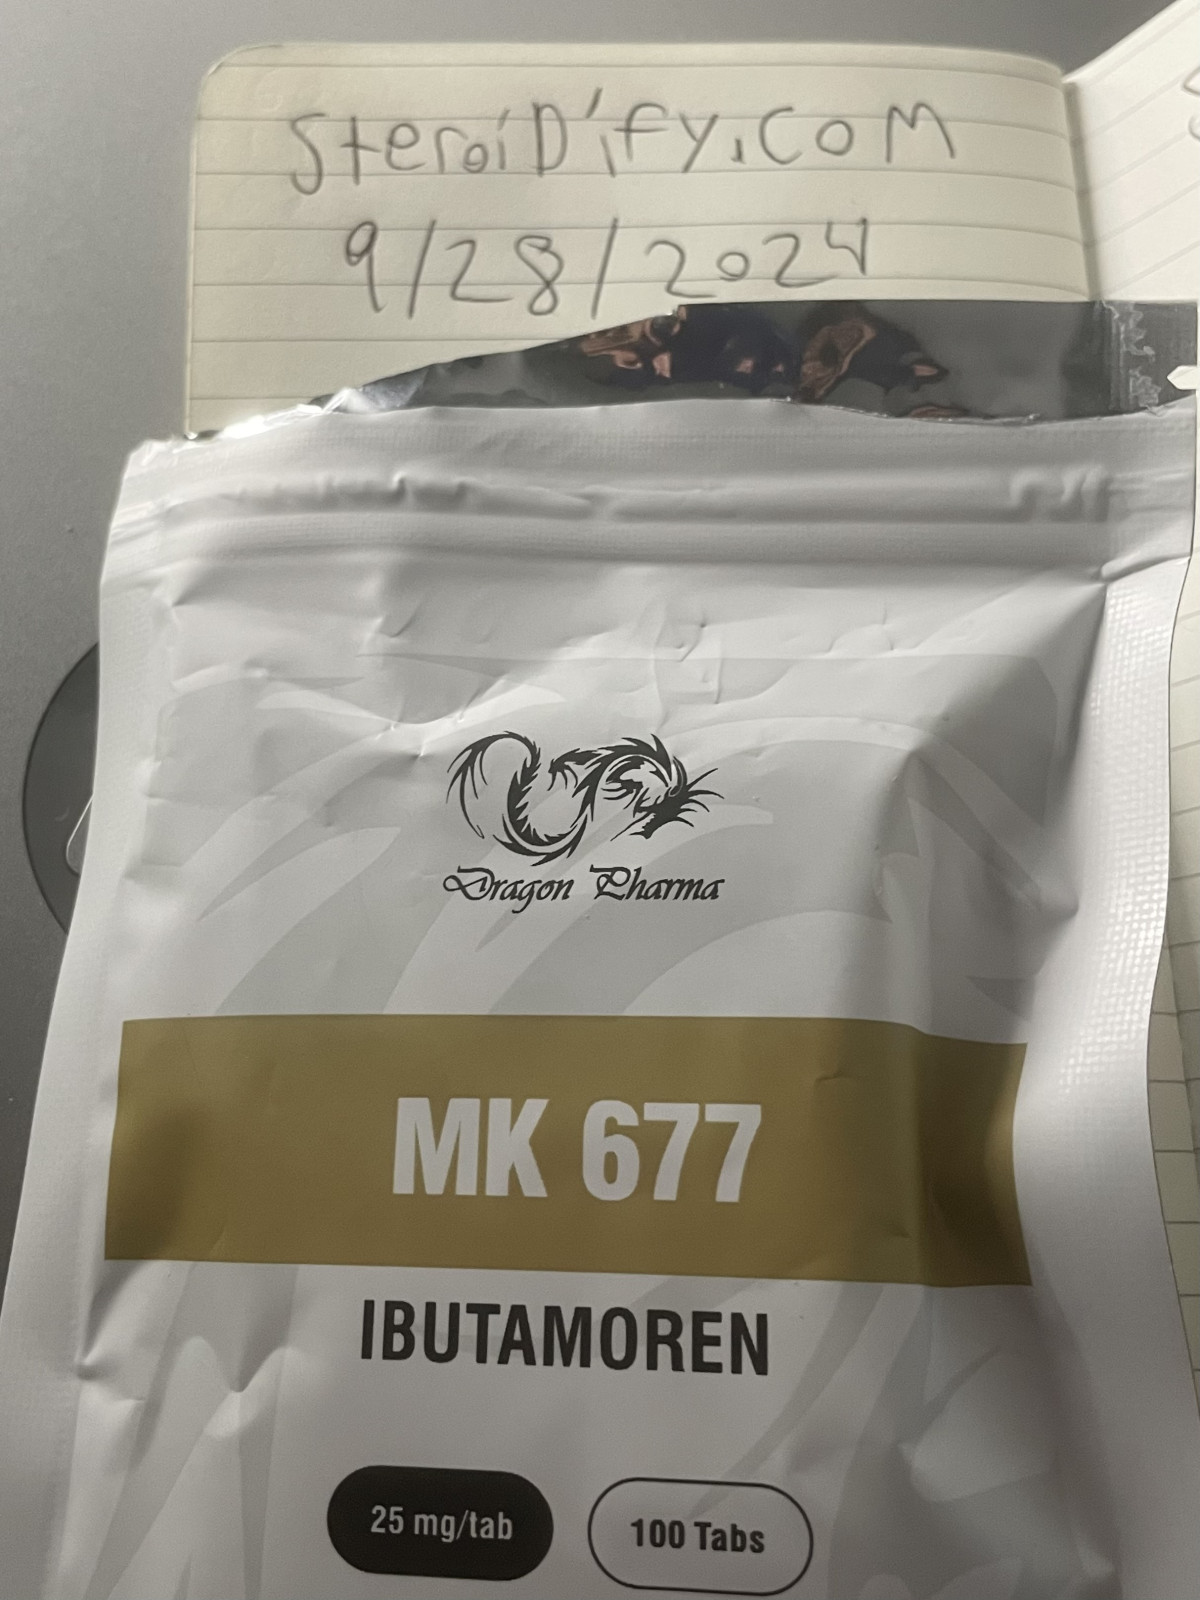 SteroiD'ify.CoM
9/28/2024
Dragon Pharma
MK 677
IBUTAMOREN
25 mg/tab
100 Tabs